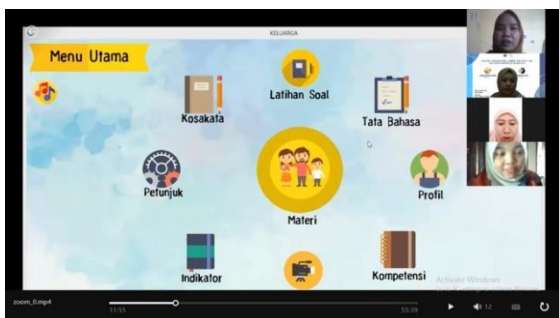 KELUARGA
Menu Utama
Latihan Soal
Kosakata
Tata Bahasa
Petunjuk
Profil
Materi
Indikator
Kompetensi
Activate Windows
zoom_0.mp4
11:55
55:39
12